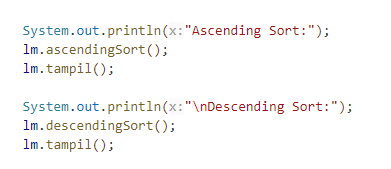 System.out.println(x:"Ascending Sort:");
lm.ascendingSort();
lm.tampil();
System.out.println(x:"\nDescending Sort:");
lm.descendingSort();
lm.tampil();